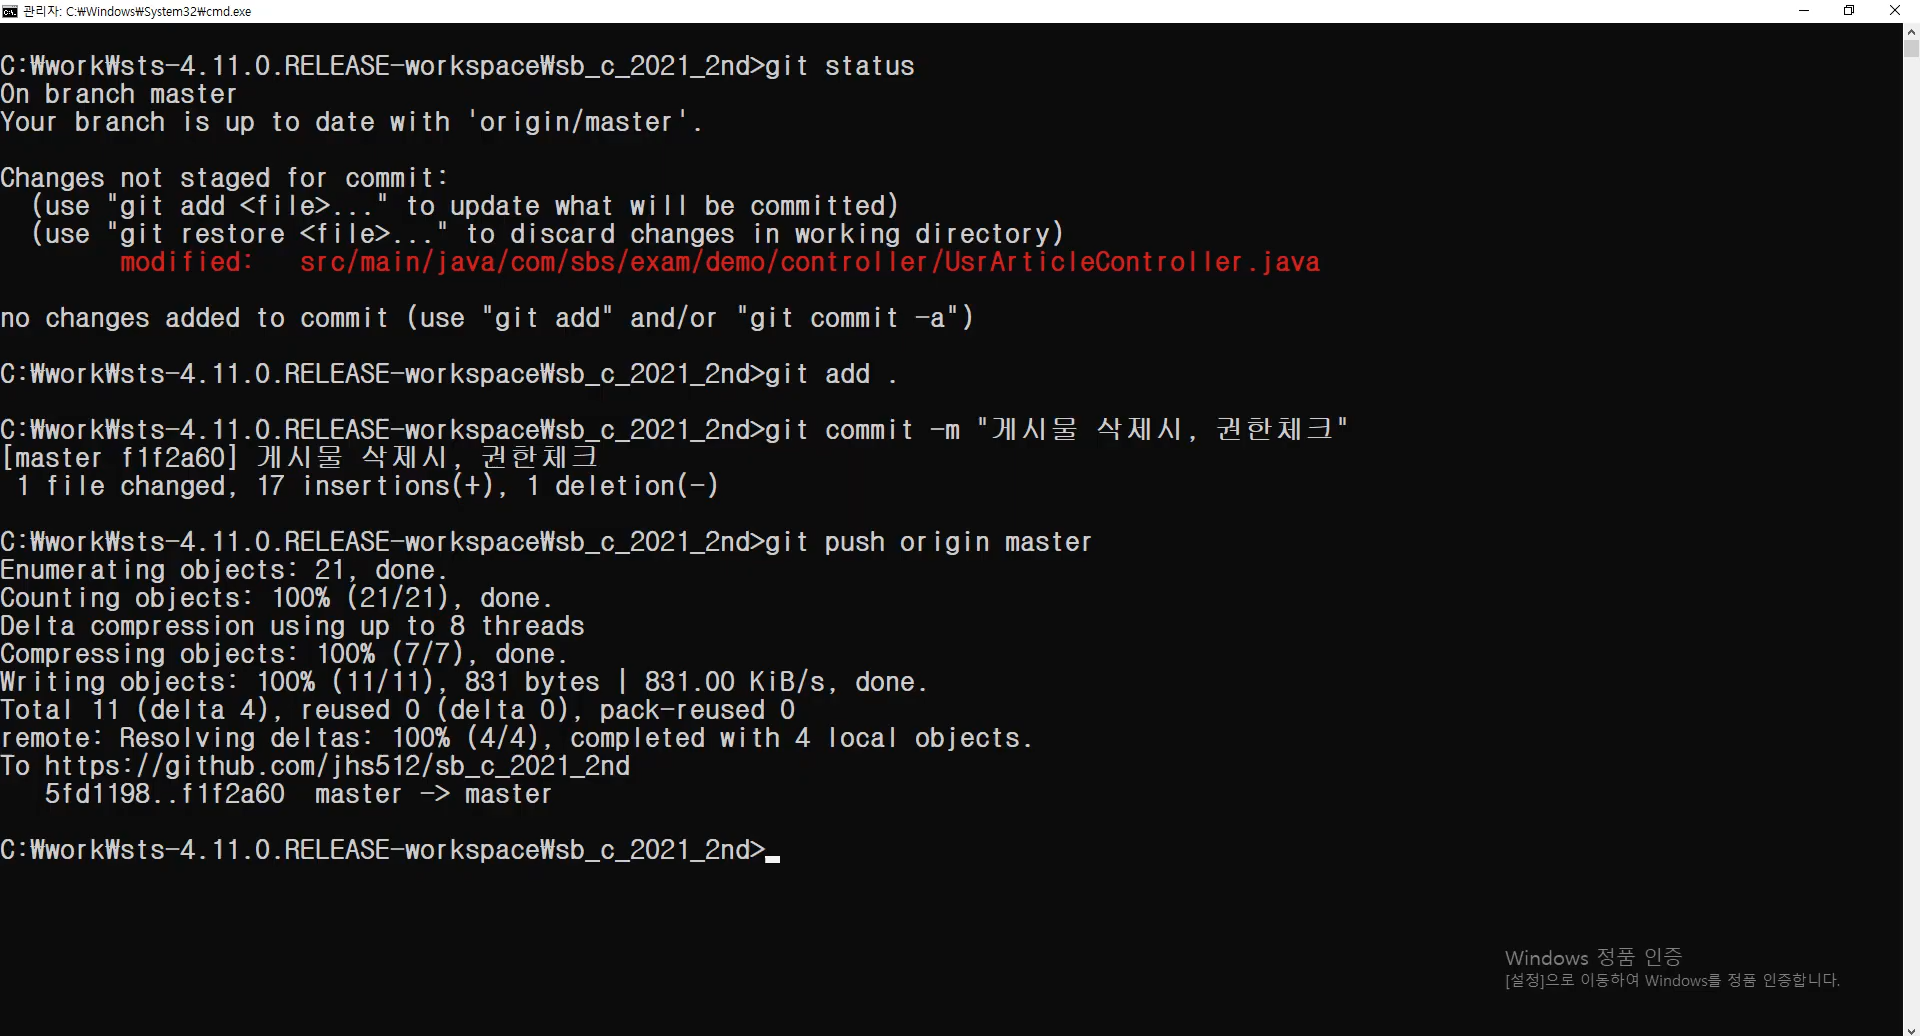 관리자: C:₩Windows₩System32₩cmd.exe
C:₩work₩sts-4.11.0.RELEASE-workspace₩sb_c_2021_2nd>git status
On branch master
Your branch is up to date with 'origin/master'.
Changes not staged for commit:
  (use "git add <file>..." to update what will be committed)
  (use "git restore <file>..." to discard changes in working directory)
        modified:   src/main/java/com/sbs/exam/demo/controller/UsrArticleController.java
no changes added to commit (use "git add" and/or "git commit -a")
C:₩work₩sts-4.11.0.RELEASE-workspace₩sb_c_2021_2nd>git add .
C:₩work₩sts-4.11.0.RELEASE-workspace₩sb_c_2021_2nd>git commit -m "게시물 삭제시, 권한체크"
[master f1f2a60] 게시물 삭제시, 권한체크
 1 file changed, 17 insertions(+), 1 deletion(-)
C:₩work₩sts-4.11.0.RELEASE-workspace₩sb_c_2021_2nd>git push origin master
Enumerating objects: 21, done.
Counting objects: 100% (21/21), done.
Delta compression using up to 8 threads
Compressing objects: 100% (7/7), done.
Writing objects: 100% (11/11), 831 bytes | 831.00 KiB/s, done.
Total 11 (delta 4), reused 0 (delta 0), pack-reused 0
remote: Resolving deltas: 100% (4/4), completed with 4 local objects.
To https://github.com/jhs512/sb_c_2021_2nd
   5fd1198..f1f2a60  master -> master
C:₩work₩sts-4.11.0.RELEASE-workspace₩sb_c_2021_2nd>
Windows 정품 인증
[설정]으로 이동하여 Windows를 정품 인증합니다.